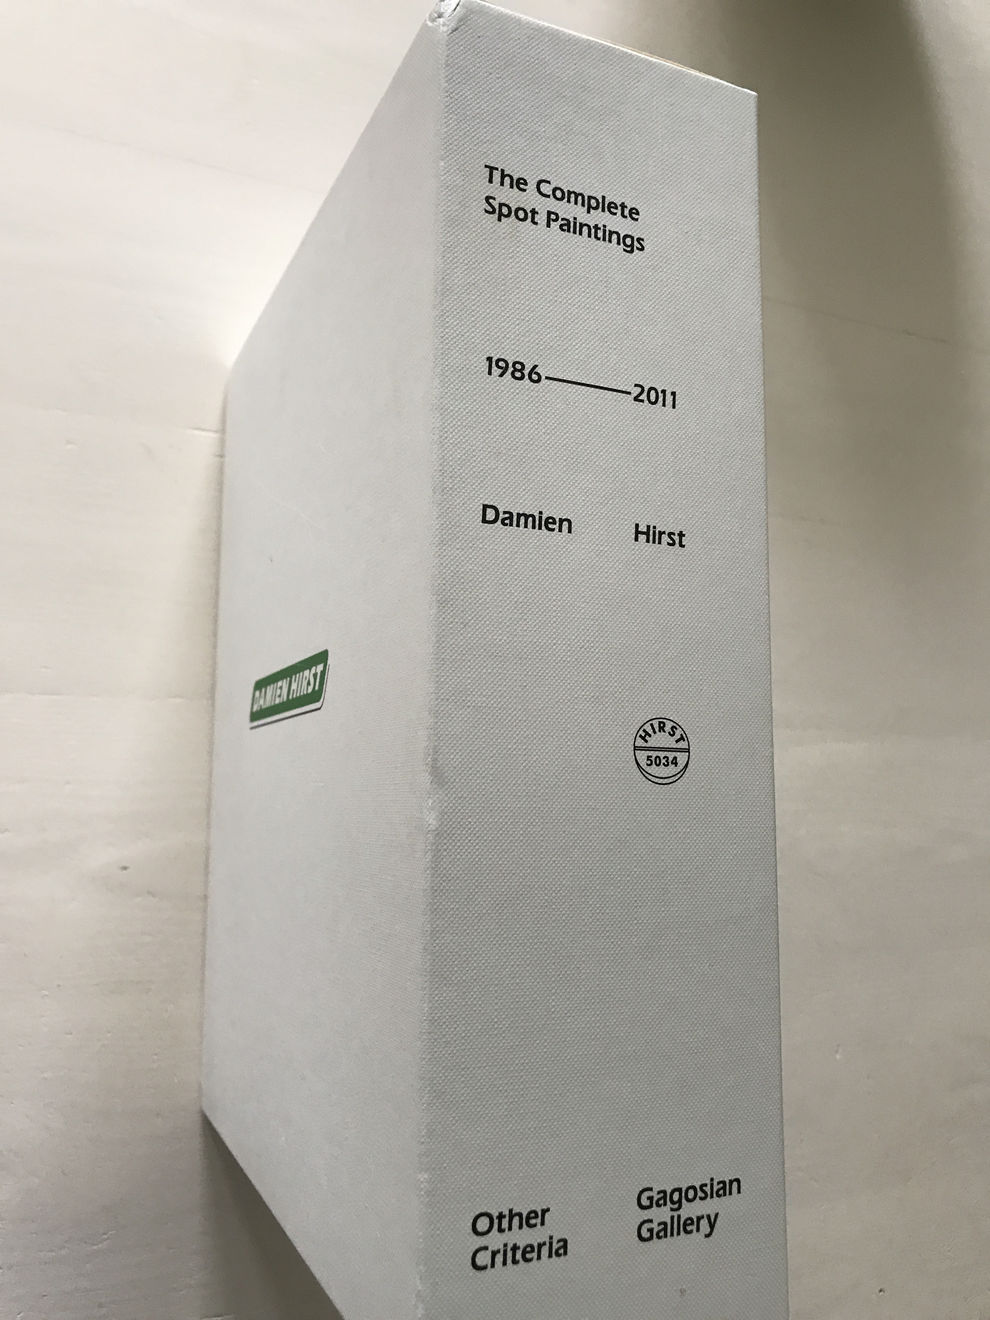 The Complete
Spot Paintings
1986——2011
Damien Hirst
DAMIEN HIRST
HIRST
5034
Other
Criteria
Gagosian
Gallery